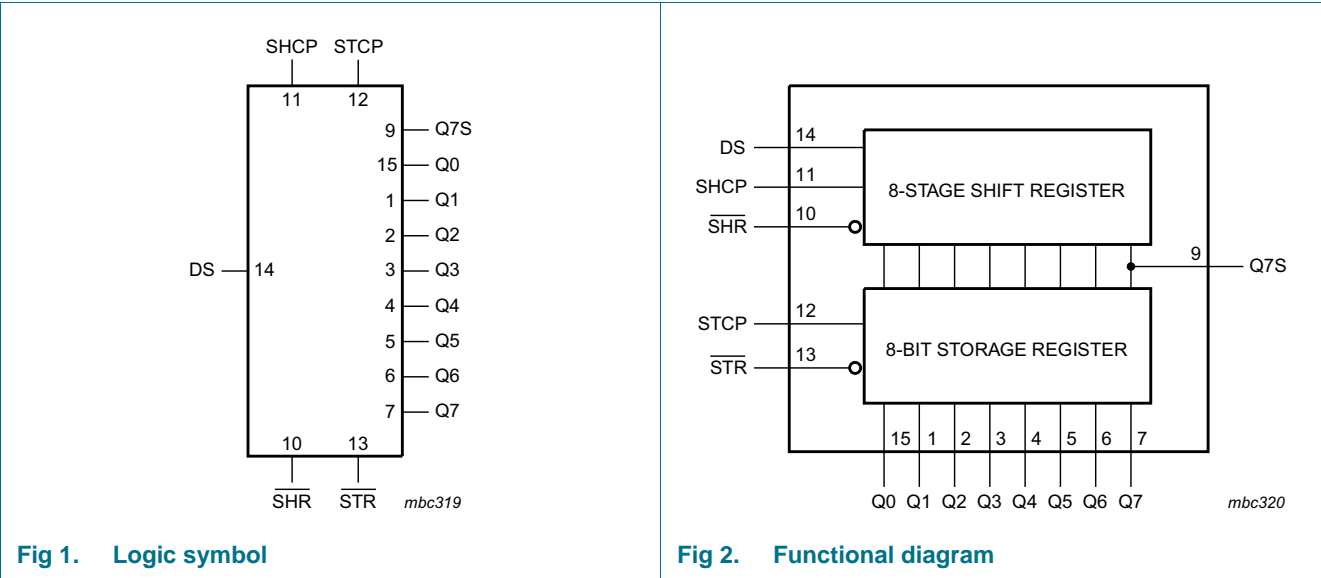 SHCP STCP
11 12
9 Q7S
15 Q0
1 Q1
2 Q2
DS 14 3 Q3
4 Q4
5 Q5
6 Q6
7 Q7
10 13
SHR STR mbc319
Fig 1. Logic symbol
DS 14
SHCP 11
SHR 10
8-STAGE SHIFT REGISTER
9 Q7S
STCP 12
STR 13
8-BIT STORAGE REGISTER
15 1 2 3 4 5 6 7
Q0 Q1 Q2 Q3 Q4 Q5 Q6 Q7 mbc320
Fig 2. Functional diagram